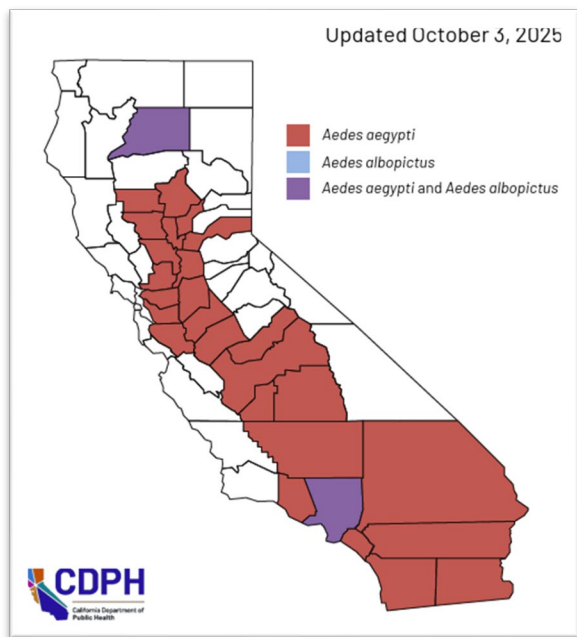 Updated October 3, 2025
Aedes aegypti
Aedes albopictus
Aedes aegypti and Aedes albopictus
CDPH
California Department of
Public Health